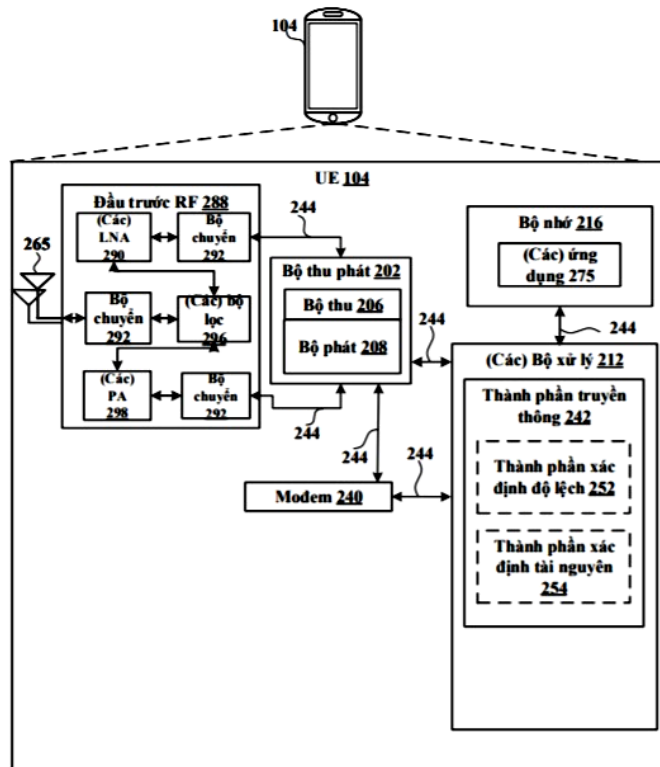 104
UE 104
Đầu trước RF 288
(Các)
LNA
290
Bộ
chuyển
292
244
265
Bộ
chuyển
292
(Các) bộ
lọc
296
(Các)
PA
298
Bộ
chuyển
292
244
Bộ thu phát 202
Bộ thu 206
Bộ phát 208
244
244
Modem 240
244
Bộ nhớ 216
(Các) ứng
dụng 275
244
(Các) Bộ xử lý 212
Thành phần truyền
thông 242
Thành phần xác
định độ lệch 252
Thành phần xác
định tài nguyên
254